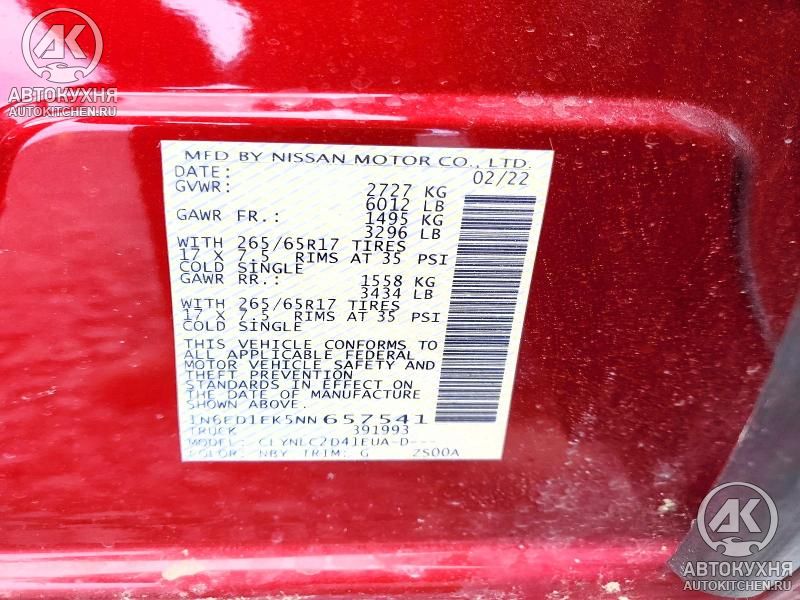 AK
АВТОКУХНЯ
AUTOKITCHEN.RU
MFD BY NISSAN MOTOR CO., LTD.
DATE: 02/22
GVWR: 2727 KG
6012 LB
GAWR FR.: 1495 KG
3296 LB
WITH 265/65R17 TIRES
17 X 7.5 RIMS AT 35 PSI
COLD SINGLE
GAWR RR.: 1558 KG
3434 LB
WITH 265/65R17 TIRES
17 X 7.5 RIMS AT 35 PSI
COLD SINGLE
THIS VEHICLE CONFORMS TO
ALL APPLICABLE FEDERAL
MOTOR VEHICLE SAFETY AND
THEFT PREVENTION
STANDARDS IN EFFECT ON
THE DATE OF MANUFACTURE
SHOWN ABOVE.
1N6ED1EK5NN657541
TRUCK 391993
MODEL: CLYNLC2D41EUA-D---
COLOR: NBY TRIM: G ZS00A
AK
АВТОКУХНЯ
AUTOKITCHEN.RU